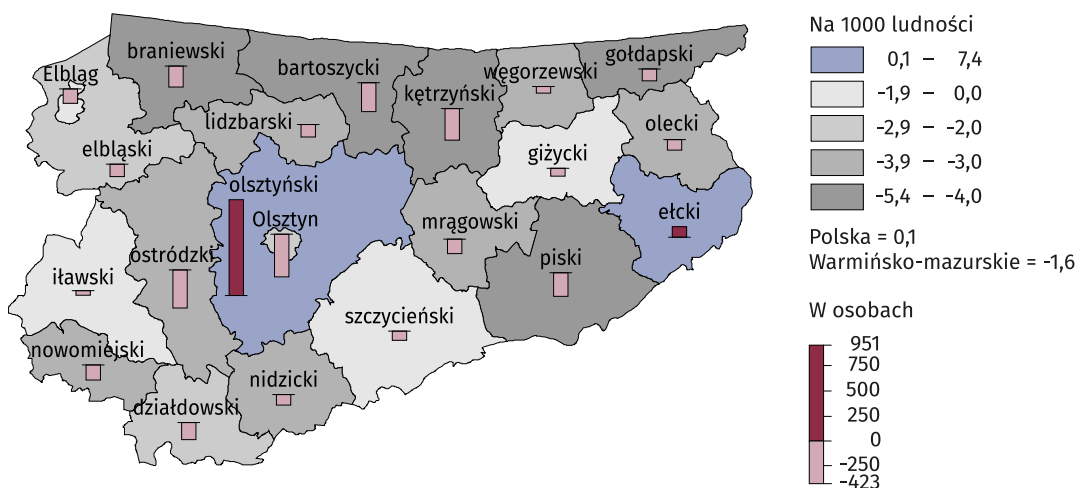 braniewski
bartoszycki
gołdapski
Elbląg
węgorzewski
kętrzyński
lidzbarski
olecki
elbląski
giżycki
olsztyński
Olsztyn
ełcki
mrągowski
ostródzki
piski
iławski
szczycieński
nowomiejski
nidzicki
działdowski
Na 1000 ludności
0,1 – 7,4
-1,9 – 0,0
-2,9 – -2,0
-3,9 – -3,0
-5,4 – -4,0
Polska = 0,1
Warmińsko-mazurskie = -1,6
W osobach
951
750
500
250
0
-250
-423